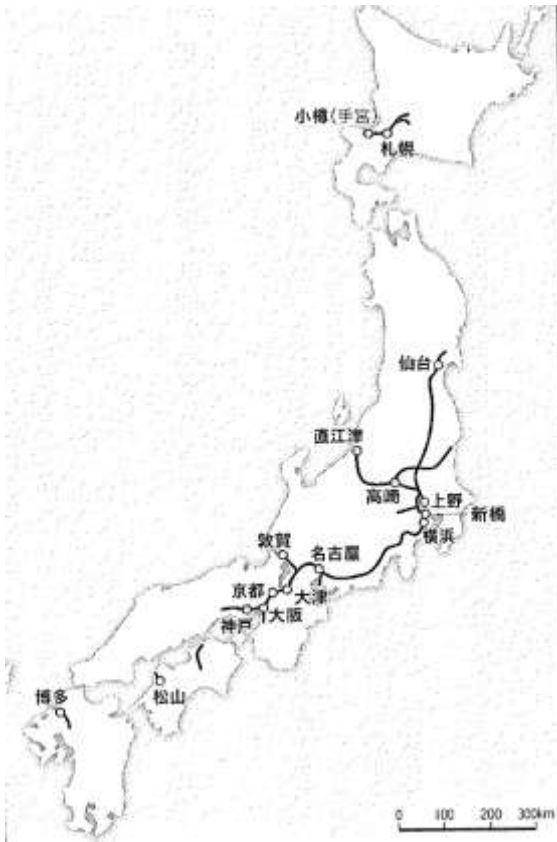 小樽(手宮)
札幌
仙台
直江津
高崎
上野
新橋
横浜
敦賀
名古屋
京都
大津
大阪
神戸
松山
博多
0 100 200 300km